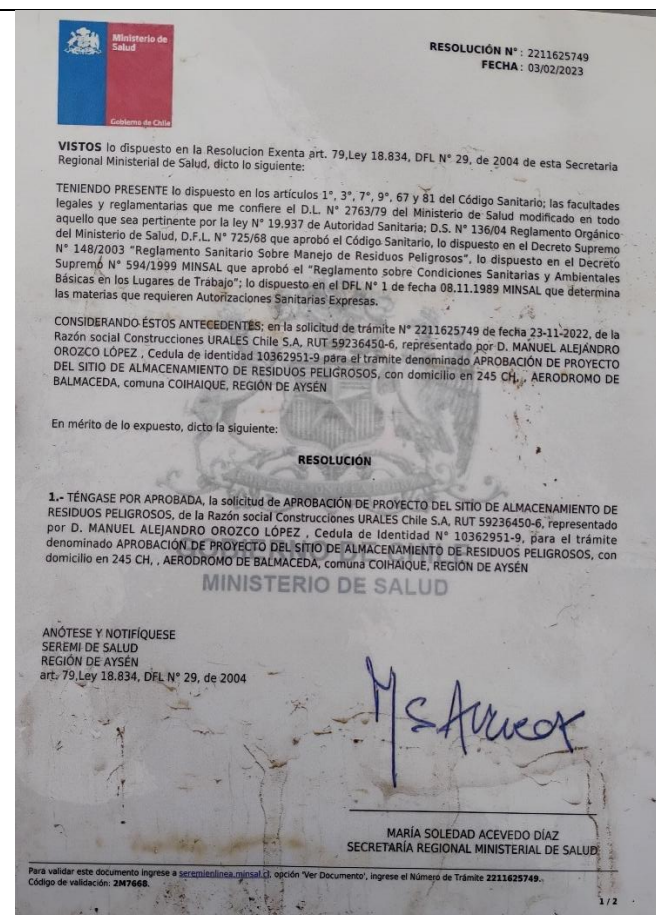 Ministerio de
Salud
Gobierno de Chile
RESOLUCIÓN N° : 2211625749
FECHA : 03/02/2023
VISTOS lo dispuesto en la Resolucion Exenta art. 79,Ley 18.834, DFL N° 29, de 2004 de esta Secretaria
Regional Ministerial de Salud, dicto lo siguiente:
TENIENDO PRESENTE lo dispuesto en los artículos 1°, 3°, 7°, 9°, 67 y 81 del Código Sanitario; las facultades
legales y reglamentarias que me confiere el D.L. N° 2763/79 del Ministerio de Salud modificado en todo
aquello que sea pertinente por la ley N° 19.937 de Autoridad Sanitaria; D.S. N° 136/04 Reglamento Orgánico
del Ministerio de Salud, D.F.L. N° 725/68 que aprobó el Código Sanitario, lo dispuesto en el Decreto Supremo
N° 148/2003 "Reglamento Sanitario Sobre Manejo de Residuos Peligrosos", lo dispuesto en el Decreto
Supremo N° 594/1999 MINSAL que aprobó el "Reglamento sobre Condiciones Sanitarias y Ambientales
Básicas en los Lugares de Trabajo"; lo dispuesto en el DFL N° 1 de fecha 08.11.1989 MINSAL que determina
las materias que requieren Autorizaciones Sanitarias Expresas.
CONSIDERANDO ÉSTOS ANTECEDENTES; en la solicitud de trámite N° 2211625749 de fecha 23-11-2022, de la
Razón social Construcciones URALES Chile S.A, RUT 59236450-6, representado por D. MANUEL ALEJANDRO
OROZCO LÓPEZ , Cedula de identidad 10362951-9 para el tramite denominado APROBACIÓN DE PROYECTO
DEL SITIO DE ALMACENAMIENTO DE RESIDUOS PELIGROSOS, con domicilio en 245 CH, , AERODROMO DE
BALMACEDA, comuna COIHAIQUE, REGIÓN DE AYSÉN
En mérito de lo expuesto, dicto la siguiente:
RESOLUCIÓN
1.- TÉNGASE POR APROBADA, la solicitud de APROBACIÓN DE PROYECTO DEL SITIO DE ALMACENAMIENTO DE
RESIDUOS PELIGROSOS, de la Razón social Construcciones URALES Chile S.A, RUT 59236450-6, representado
por D. MANUEL ALEJANDRO OROZCO LÓPEZ , Cedula de Identidad N° 10362951-9, para el trámite
denominado APROBACIÓN DE PROYECTO DEL SITIO DE ALMACENAMIENTO DE RESIDUOS PELIGROSOS, con
domicilio en 245 CH, , AERODROMO DE BALMACEDA, comuna COIHAIQUE, REGIÓN DE AYSÉN
MINISTERIO DE SALUD
ANÓTESE Y NOTIFÍQUESE
SEREMI DE SALUD
REGIÓN DE AYSÉN
art. 79,Ley 18.834, DFL N° 29, de 2004
MARÍA SOLEDAD ACEVEDO DÍAZ
SECRETARÍA REGIONAL MINISTERIAL DE SALUD
Para validar este documento ingrese a seremienlinea.minsal.cl, opción 'Ver Documento', ingrese el Número de Trámite 2211625749.
Código de validación: 2M7668.
1 / 2